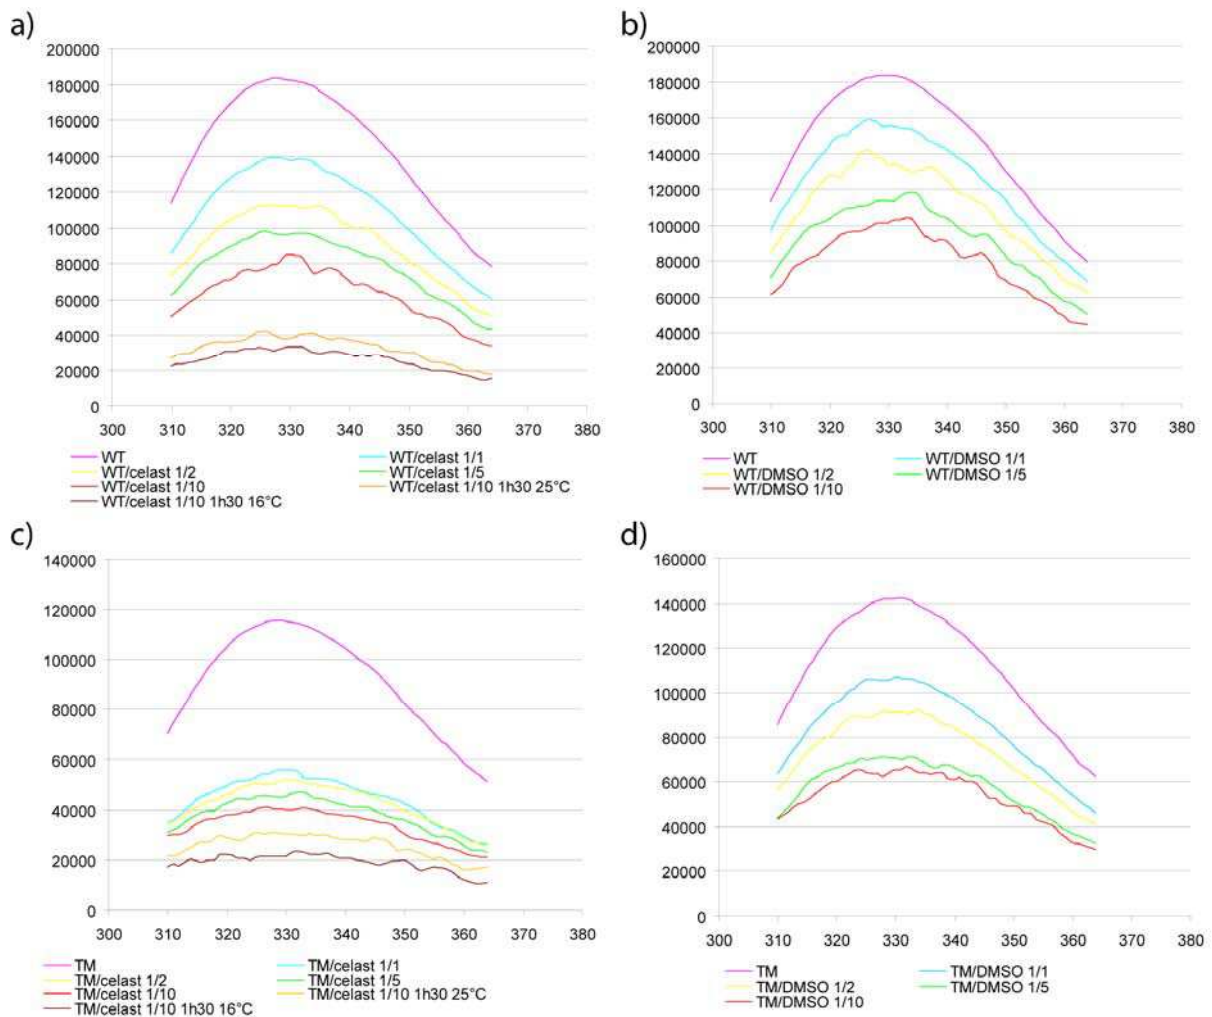 a)
200000
180000
160000
140000
120000
100000
80000
60000
40000
20000
0
300 310 320 330 340 350 360 370 380
WT WT/celast 1/1
WT/celast 1/2 WT/celast 1/5
WT/celast 1/10 WT/celast 1/10 1h30 25°C
WT/celast 1/10 1h30 16°C
b)
200000
180000
160000
140000
120000
100000
80000
60000
40000
20000
0
300 310 320 330 340 350 360 370 380
WT WT/DMSO 1/1
WT/DMSO 1/2 WT/DMSO 1/5
WT/DMSO 1/10
c)
140000
120000
100000
80000
60000
40000
20000
0
300 310 320 330 340 350 360 370 380
TM TM/celast 1/1
TM/celast 1/2 TM/celast 1/5
TM/celast 1/10 TM/celast 1/10 1h30 25°C
TM/celast 1/10 1h30 16°C
d)
160000
140000
120000
100000
80000
60000
40000
20000
0
300 310 320 330 340 350 360 370 380
TM TM/DMSO 1/1
TM/DMSO 1/2 TM/DMSO 1/5
TM/DMSO 1/10